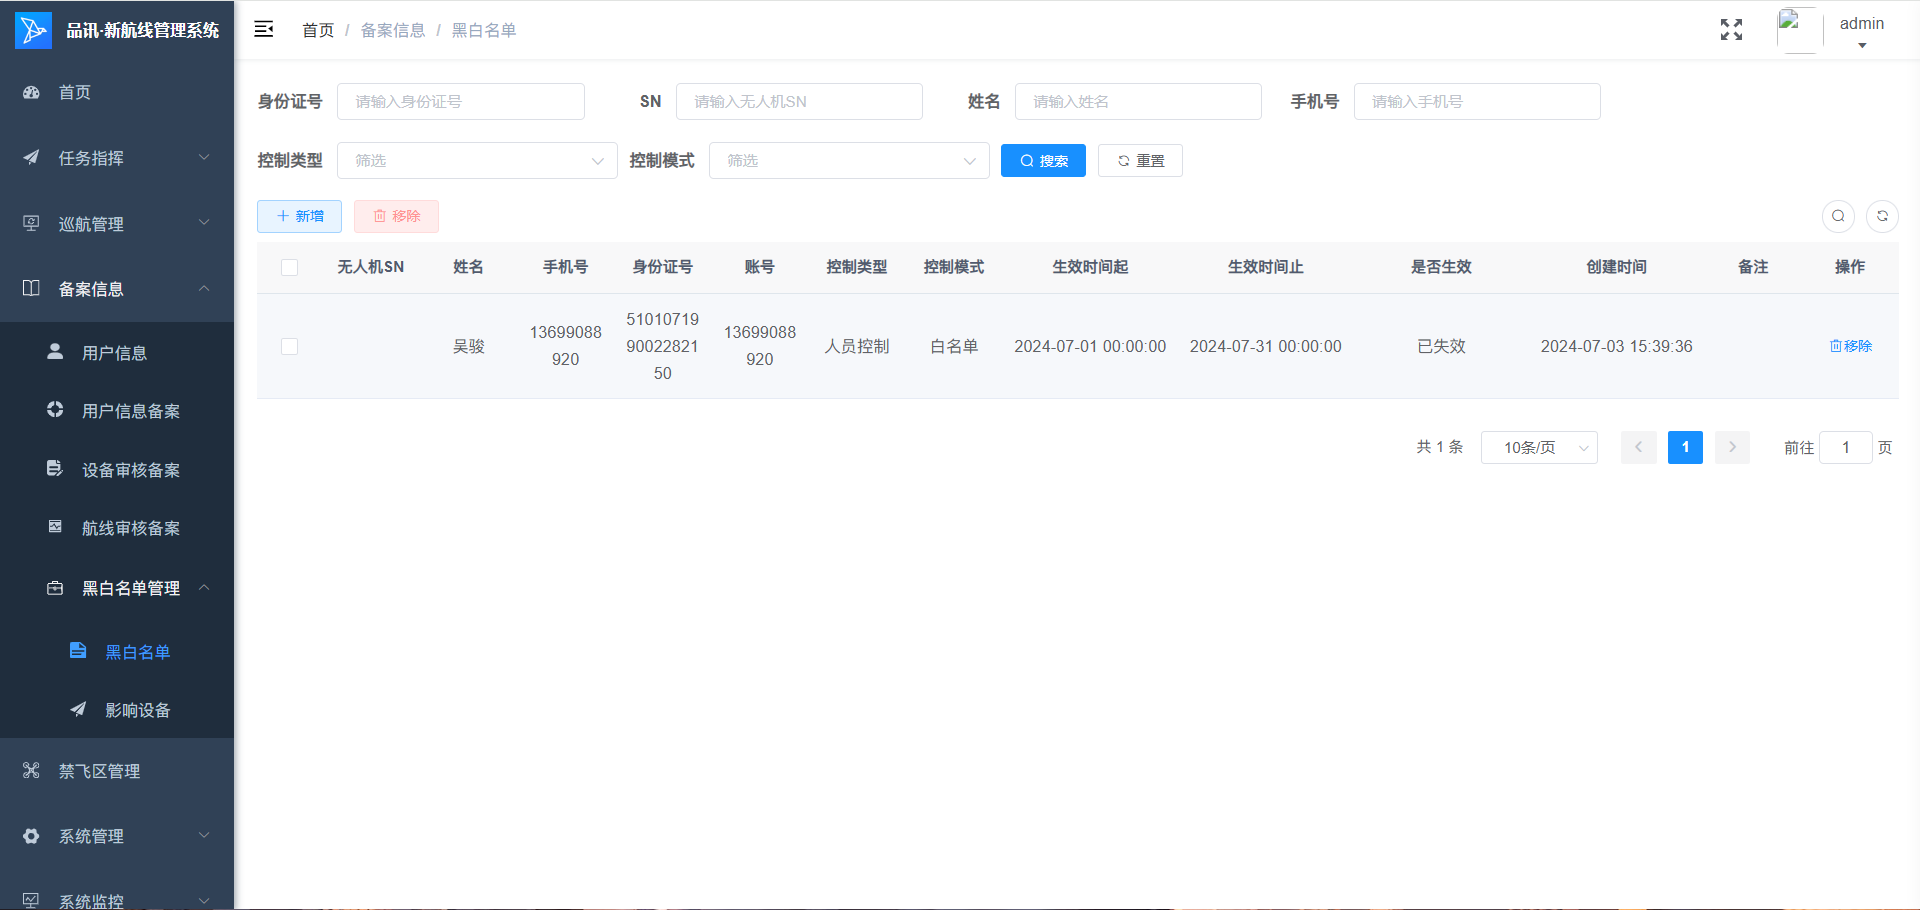 品讯·新航线管理系统
首页 / 备案信息 / 黑白名单
admin
首页
任务指挥
巡航管理
备案信息
用户信息
用户信息备案
设备审核备案
航线审核备案
黑白名单管理
黑白名单
影响设备
禁飞区管理
系统管理
系统监控
身份证号 请输入身份证号 SN 请输入无人机SN 姓名 请输入姓名 手机号 请输入手机号
控制类型 筛选 控制模式 筛选 搜索 重置
新增 移除
无人机SN 姓名 手机号 身份证号 账号 控制类型 控制模式 生效时间起 生效时间止 是否生效 创建时间 备注 操作
吴骏 13699088920 510107199002282150 13699088920 人员控制 白名单 2024-07-01 00:00:00 2024-07-31 00:00:00 已失效 2024-07-03 15:39:36 移除
共 1 条 10条/页 1 前往 1 页